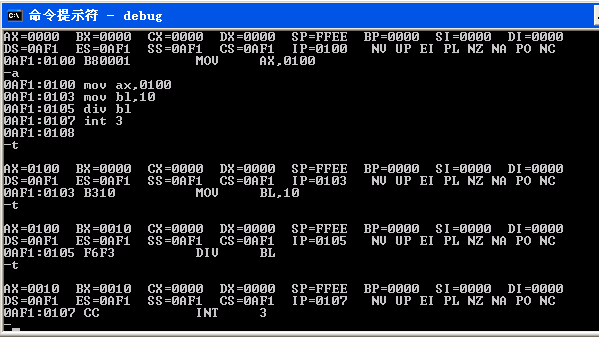 命令提示符 - debug
AX=0000  BX=0000  CX=0000  DX=0000  SP=FFEE  BP=0000  SI=0000  DI=0000
DS=0AF1  ES=0AF1  SS=0AF1  CS=0AF1  IP=0100   NV UP EI PL NZ NA PO NC
0AF1:0100 B80001        MOV     AX,0100
-a
0AF1:0100 mov ax,0100
0AF1:0103 mov bl,10
0AF1:0105 div bl
0AF1:0107 int 3
0AF1:0108
-t
AX=0100  BX=0000  CX=0000  DX=0000  SP=FFEE  BP=0000  SI=0000  DI=0000
DS=0AF1  ES=0AF1  SS=0AF1  CS=0AF1  IP=0103   NV UP EI PL NZ NA PO NC
0AF1:0103 B310          MOV     BL,10
-t
AX=0100  BX=0010  CX=0000  DX=0000  SP=FFEE  BP=0000  SI=0000  DI=0000
DS=0AF1  ES=0AF1  SS=0AF1  CS=0AF1  IP=0105   NV UP EI PL NZ NA PO NC
0AF1:0105 F6F3          DIV     BL
-t
AX=0010  BX=0010  CX=0000  DX=0000  SP=FFEE  BP=0000  SI=0000  DI=0000
DS=0AF1  ES=0AF1  SS=0AF1  CS=0AF1  IP=0107   NV UP EI PL NZ NA PO NC
0AF1:0107 CC            INT     3
-